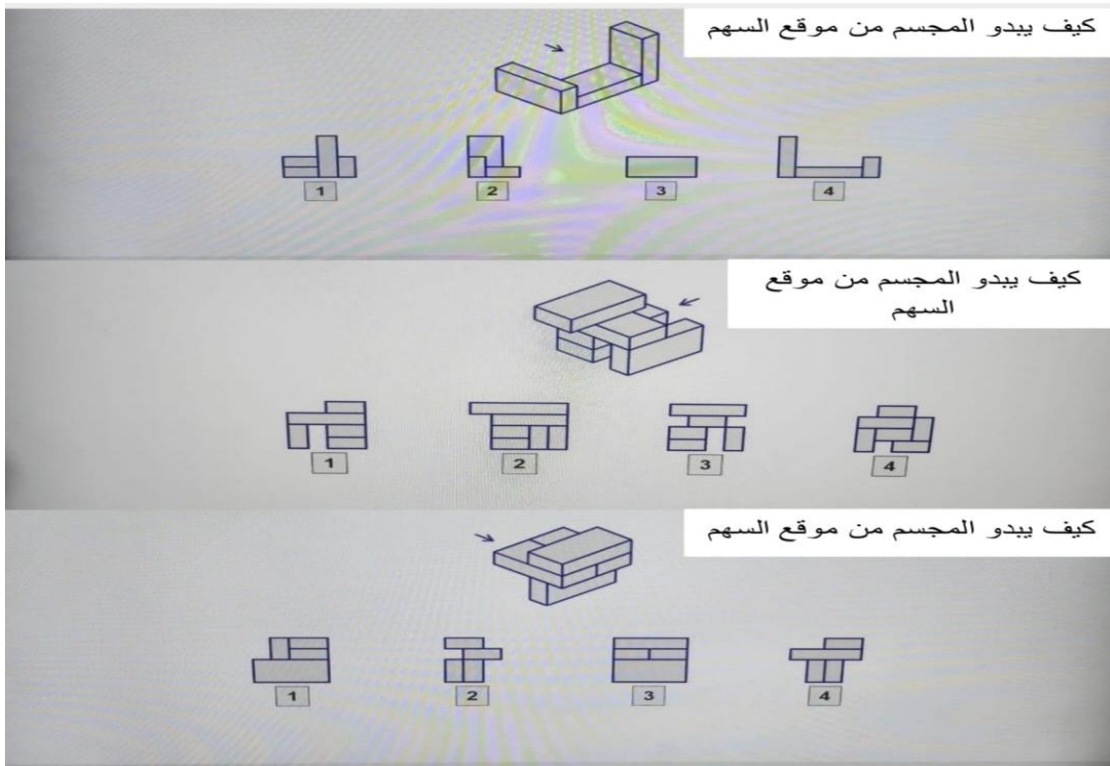 كيف يبدو المجسم من موقع السهم
1 2 3 4
كيف يبدو المجسم من موقع
السهم
1 2 3 4
كيف يبدو المجسم من موقع السهم
1 2 3 4